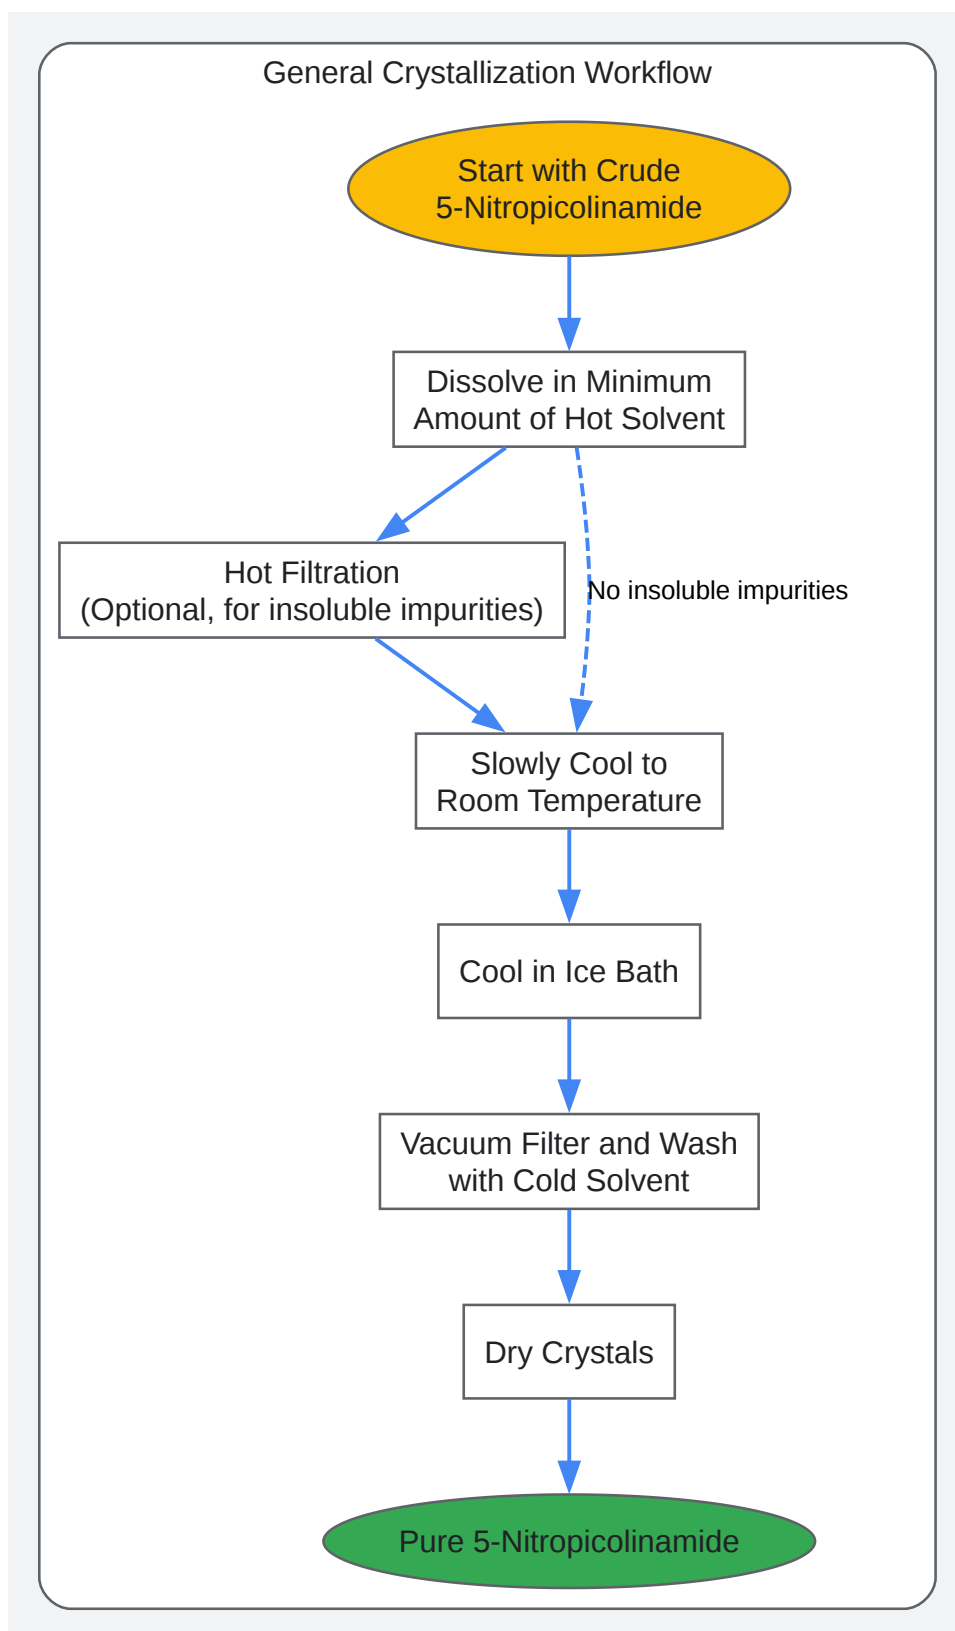 General Crystallization Workflow
Start with Crude
5-Nitropicolinamide
Dissolve in Minimum
Amount of Hot Solvent
Hot Filtration
(Optional, for insoluble impurities)
No insoluble impurities
Slowly Cool to
Room Temperature
Cool in Ice Bath
Vacuum Filter and Wash
with Cold Solvent
Dry Crystals
Pure 5-Nitropicolinamide